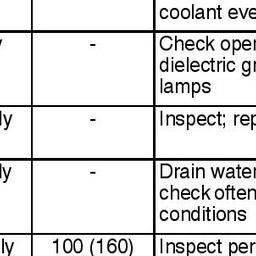 coolant eve
- Check oper
dielectric gr
lamps
ly - Inspect; rep
ly - Drain water
check often
conditions
ly 100 (160) Inspect per